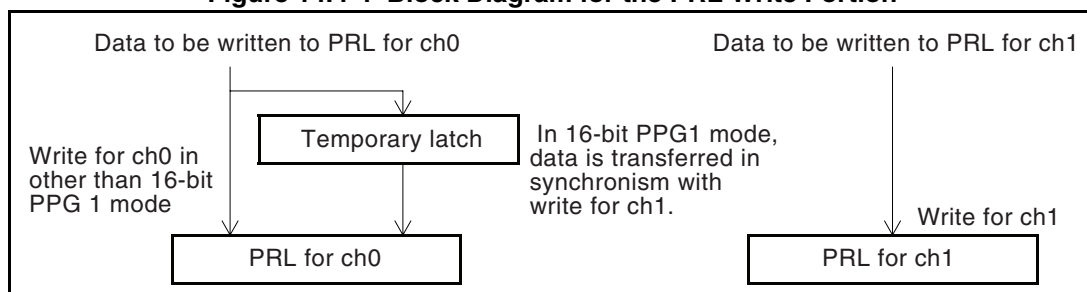 Figure Block Diagram for the PRL Write Portion
Data to be written to PRL for ch0
Data to be written to PRL for ch1
Temporary latch
Write for ch0 in
other than 16-bit
PPG 1 mode
In 16-bit PPG1 mode,
data is transferred in
synchronism with
write for ch1.
Write for ch1
PRL for ch0
PRL for ch1